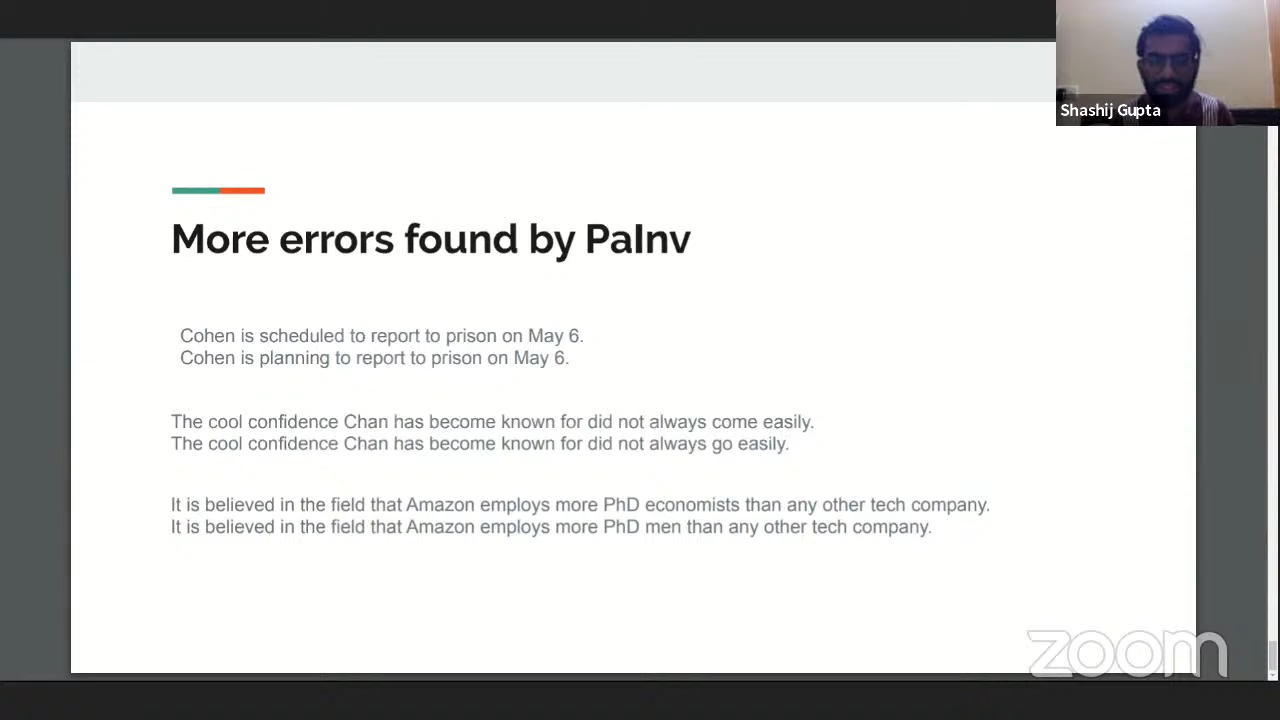 Shashij Gupta
More errors found by PaInv
Cohen is scheduled to report to prison on May 6.
Cohen is planning to report to prison on May 6.
The cool confidence Chan has become known for did not always come easily.
The cool confidence Chan has become known for did not always go easily.
It is believed in the field that Amazon employs more PhD economists than any other tech company.
It is believed in the field that Amazon employs more PhD men than any other tech company.
zoom